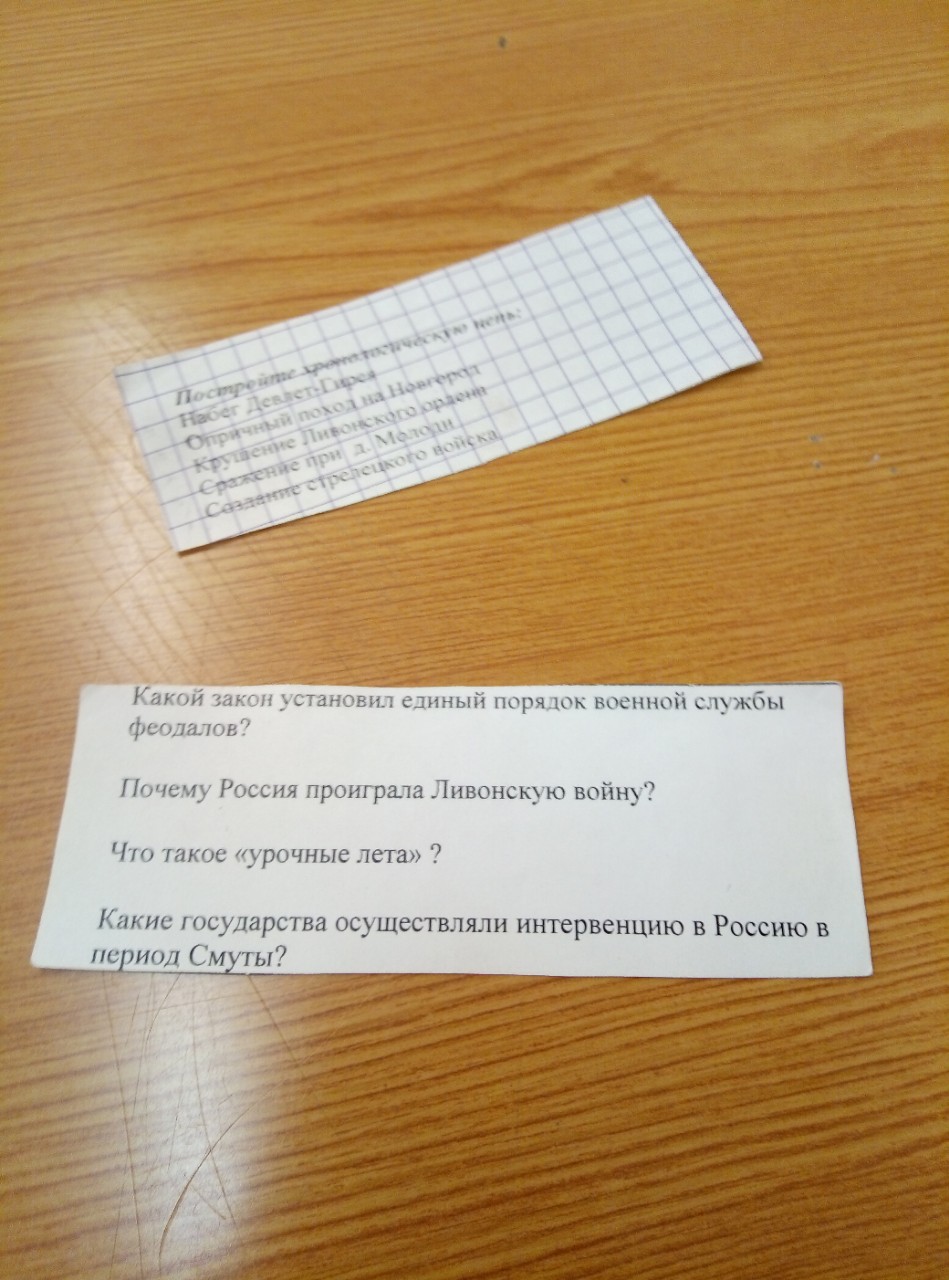 Постройте хронологическую цепь:
Набег Девлет-Гирея
Опричный поход на Новгород
Крушение Ливонского ордена
Сражение при д. Молоди
Создание стрелецкого войска
Какой закон установил единый порядок военной службы
феодалов?
Почему Россия проиграла Ливонскую войну?
Что такое «урочные лета» ?
Какие государства осуществляли интервенцию в Россию в
период Смуты?